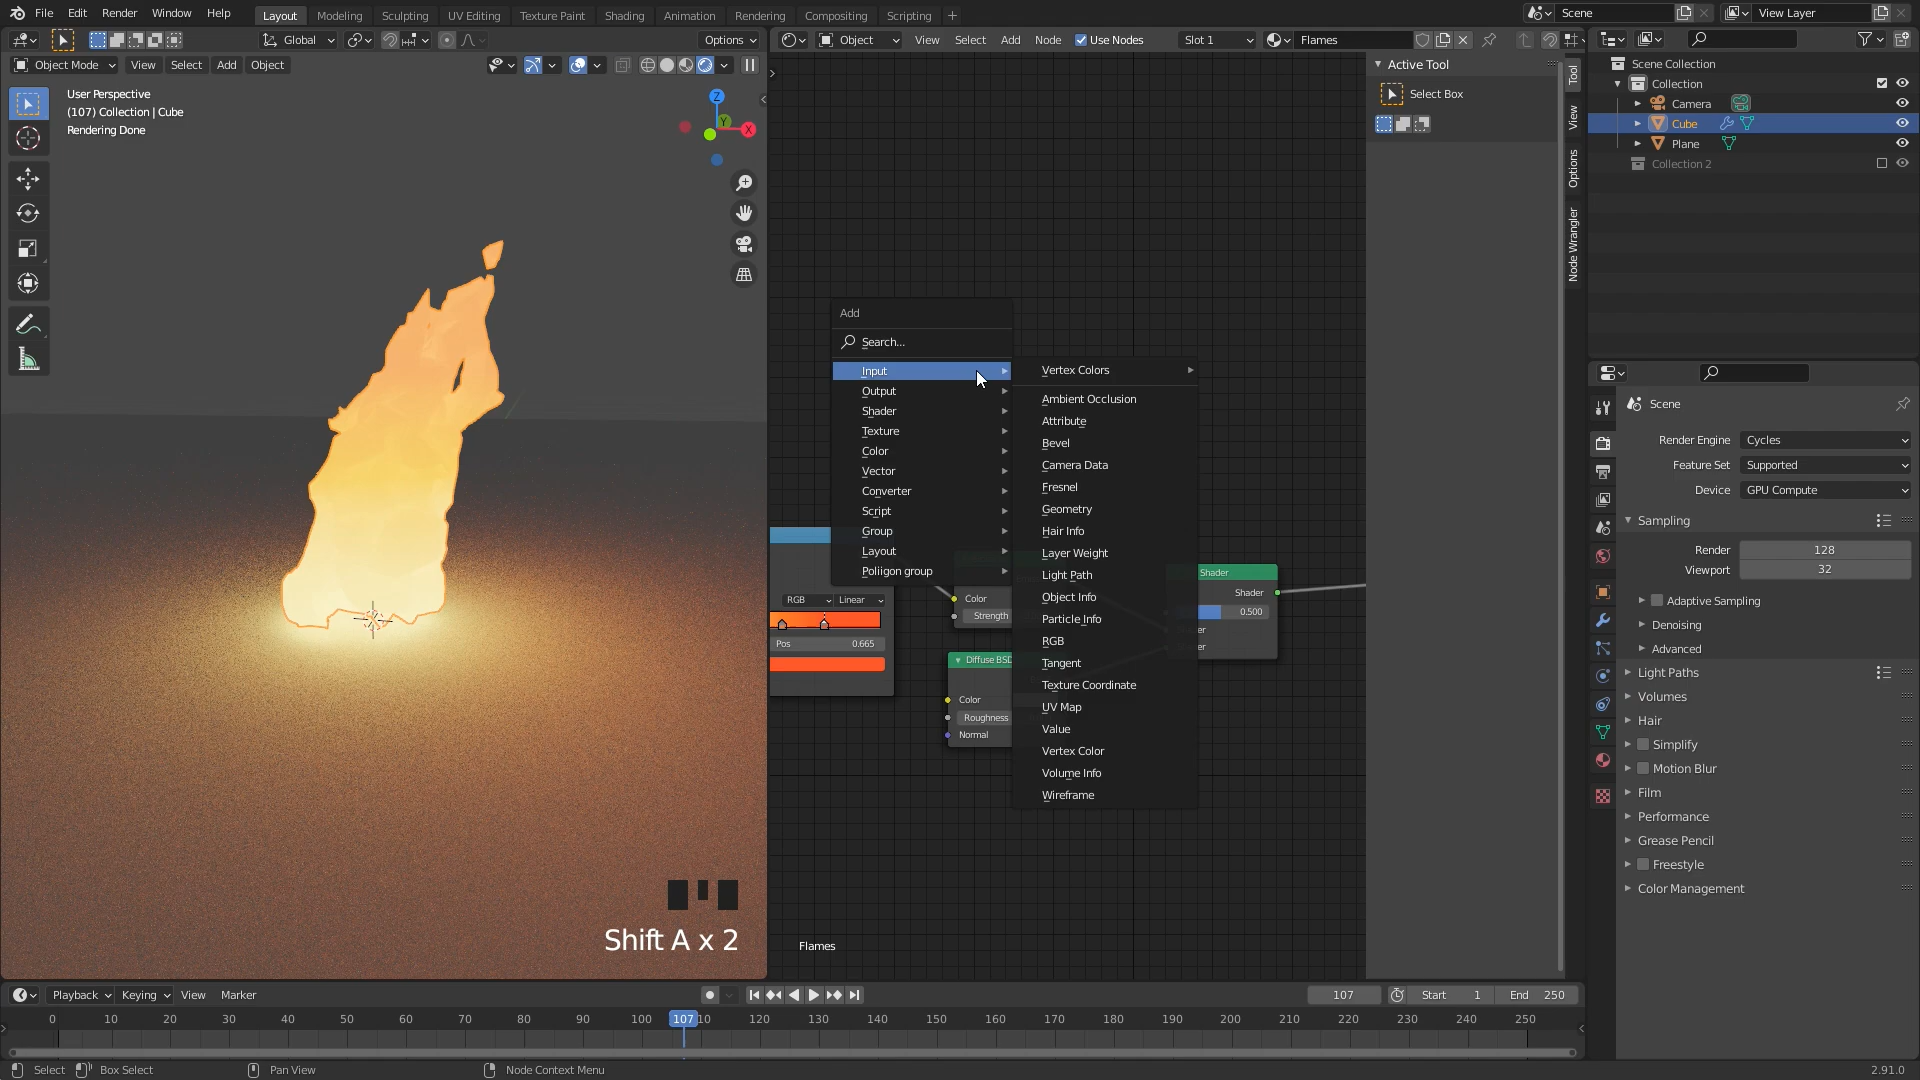 File Edit Render Window Help Layout Modeling Sculpting UV Editing Texture Paint Shading Animation Rendering Compositing Scripting + Scene View Layer
Global Options
Object View Select Add Node Use Nodes Slot 1 Flames
Object Mode View Select Add Object
User Perspective
(107) Collection | Cube
Rendering Done
Z
Y
X
Add
Search...
Input
Output
Shader
Texture
Color
Vector
Converter
Script
Group
Layout
Poliigon group
Vertex Colors
Ambient Occlusion
Attribute
Bevel
Camera Data
Fresnel
Geometry
Hair Info
Layer Weight
Light Path
Object Info
Particle Info
RGB
Tangent
Texture Coordinate
UV Map
Value
Vertex Color
Volume Info
Wireframe
RGB Linear
Pos 0.665
Color
Strength
Diffuse BSD
Color
Roughness
Normal
Shader
Shader
0.500
er
er
Flames
Shift A x 2
Active Tool
Select Box
Tool
View
Options
Node Wrangler
Scene Collection
Collection
Camera
Cube
Plane
Collection 2
Scene
Render Engine Cycles
Feature Set Supported
Device GPU Compute
Sampling
Render 128
Viewport 32
Adaptive Sampling
Denoising
Advanced
Light Paths
Volumes
Hair
Simplify
Motion Blur
Film
Performance
Grease Pencil
Freestyle
Color Management
Playback Keying View Marker 107 Start 1 End 250
0 10 20 30 40 50 60 70 80 90 100 107 10 120 130 140 150 160 170 180 190 200 210 220 230 240 250
Select Box Select Pan View Node Context Menu 2.91.0